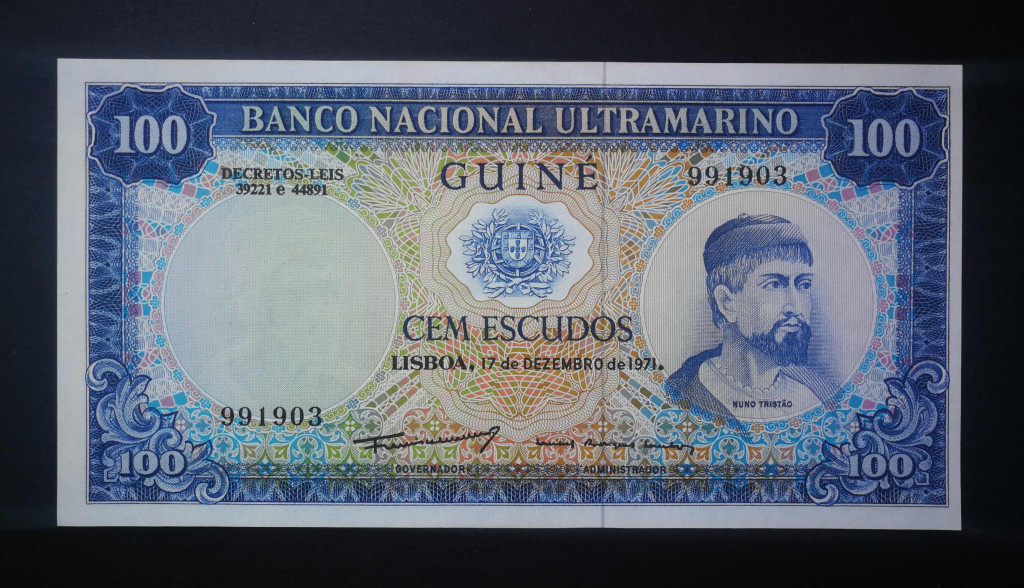 100 BANCO NACIONAL ULTRAMARINO 100
DECRETOS-LEIS
39221 e 44891
GUINÉ
991903
CEM ESCUDOS
LISBOA, 17 de DEZEMBRO de 1971.
NUNO TRISTÃO
991903
GOVERNADOR ADMINISTRADOR
100 100